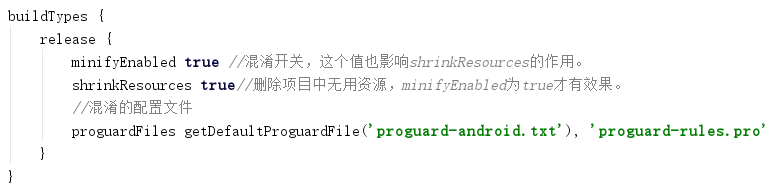 buildTypes {
    release {
        minifyEnabled true //混淆开关，这个值也影响shrinkResources的作用。
        shrinkResources true//删除项目中无用资源，minifyEnabled为true才有效果。
        //混淆的配置文件
        proguardFiles getDefaultProguardFile('proguard-android.txt'), 'proguard-rules.pro'
    }
}